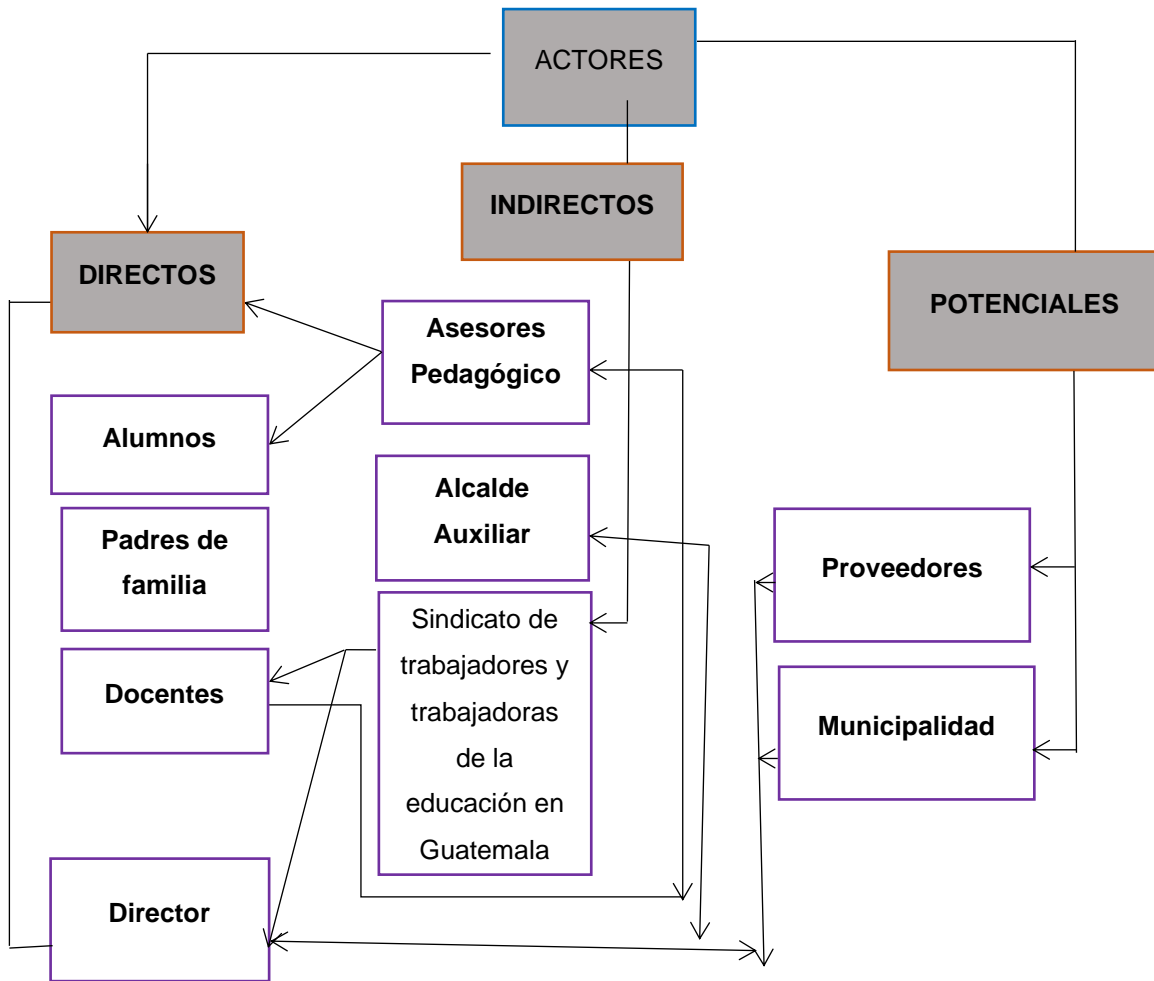 ACTORES
INDIRECTOS
DIRECTOS
POTENCIALES
Asesores
Pedagógico
Alumnos
Alcalde
Auxiliar
Padres de
familia
Proveedores
Sindicato de
trabajadores y
trabajadoras
de la
educación en
Guatemala
Docentes
Municipalidad
Director